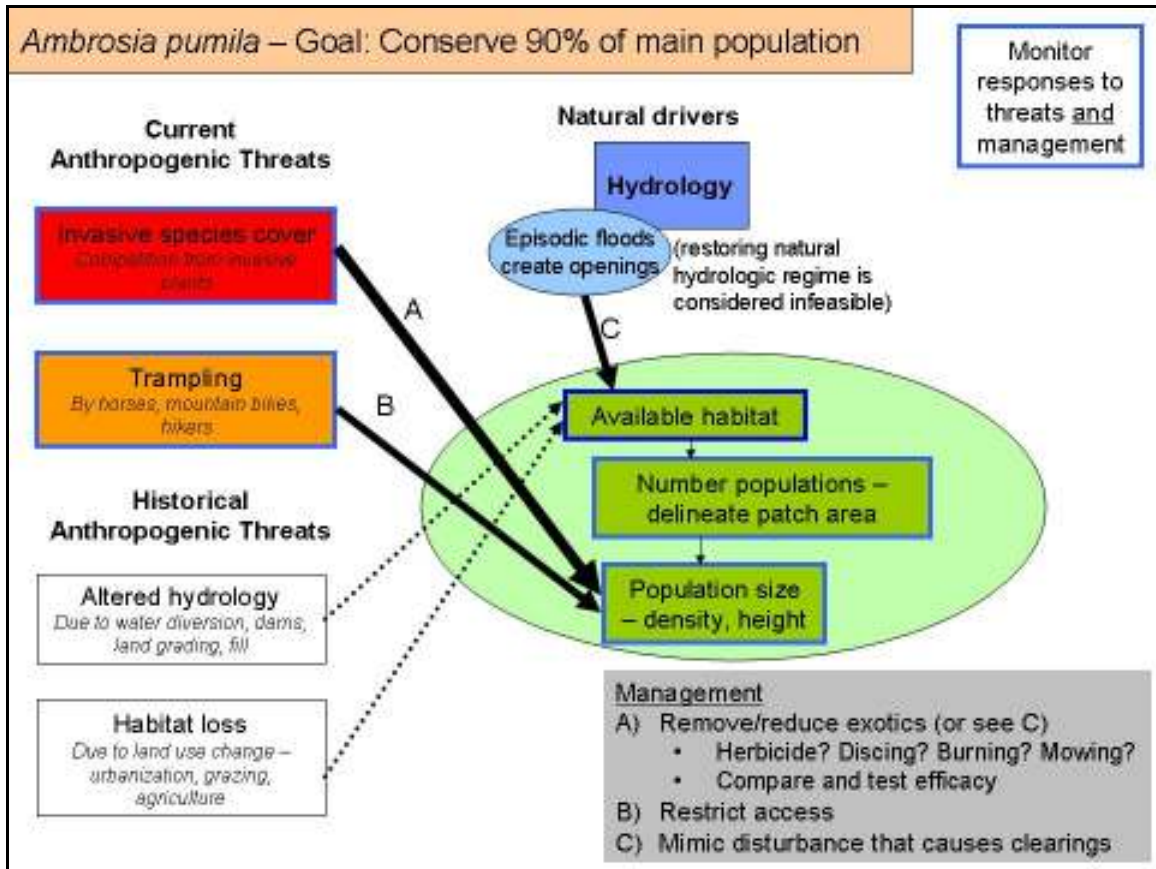 Ambrosia pumila – Goal: Conserve 90% of main population
Monitor
responses to
threats and
management
Current
Anthropogenic Threats
Natural drivers
Hydrology
Invasive species cover
Competition from invasive
plants
Episodic floods
create openings
(restoring natural
hydrologic regime is
considered infeasible)
A
C
Trampling
By horses, mountain bikes,
hikers
B
Available habitat
Number populations –
delineate patch area
Historical
Anthropogenic Threats
Altered hydrology
Due to water diversion, dams,
land grading, fill
Population size
– density, height
Habitat loss
Due to land use change –
urbanization, grazing,
agriculture
Management
A) Remove/reduce exotics (or see C)
• Herbicide? Discing? Burning? Mowing?
• Compare and test efficacy
B) Restrict access
C) Mimic disturbance that causes clearings